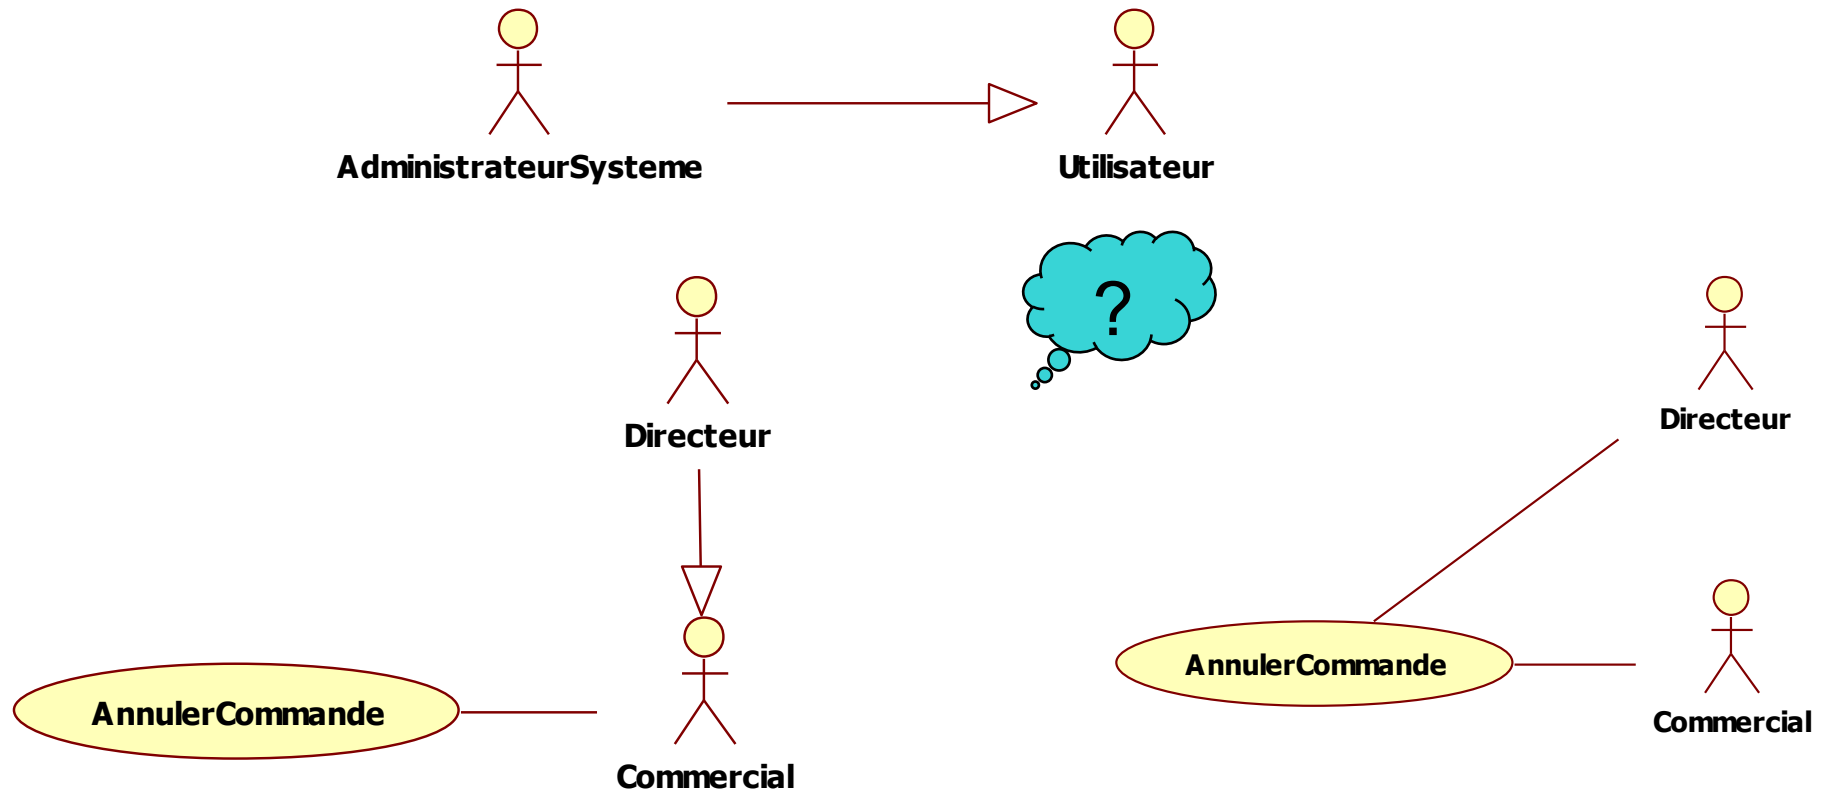 AdministrateurSysteme
Utilisateur
?
Directeur
Directeur
AnnulerCommande
Commercial
AnnulerCommande
Commercial